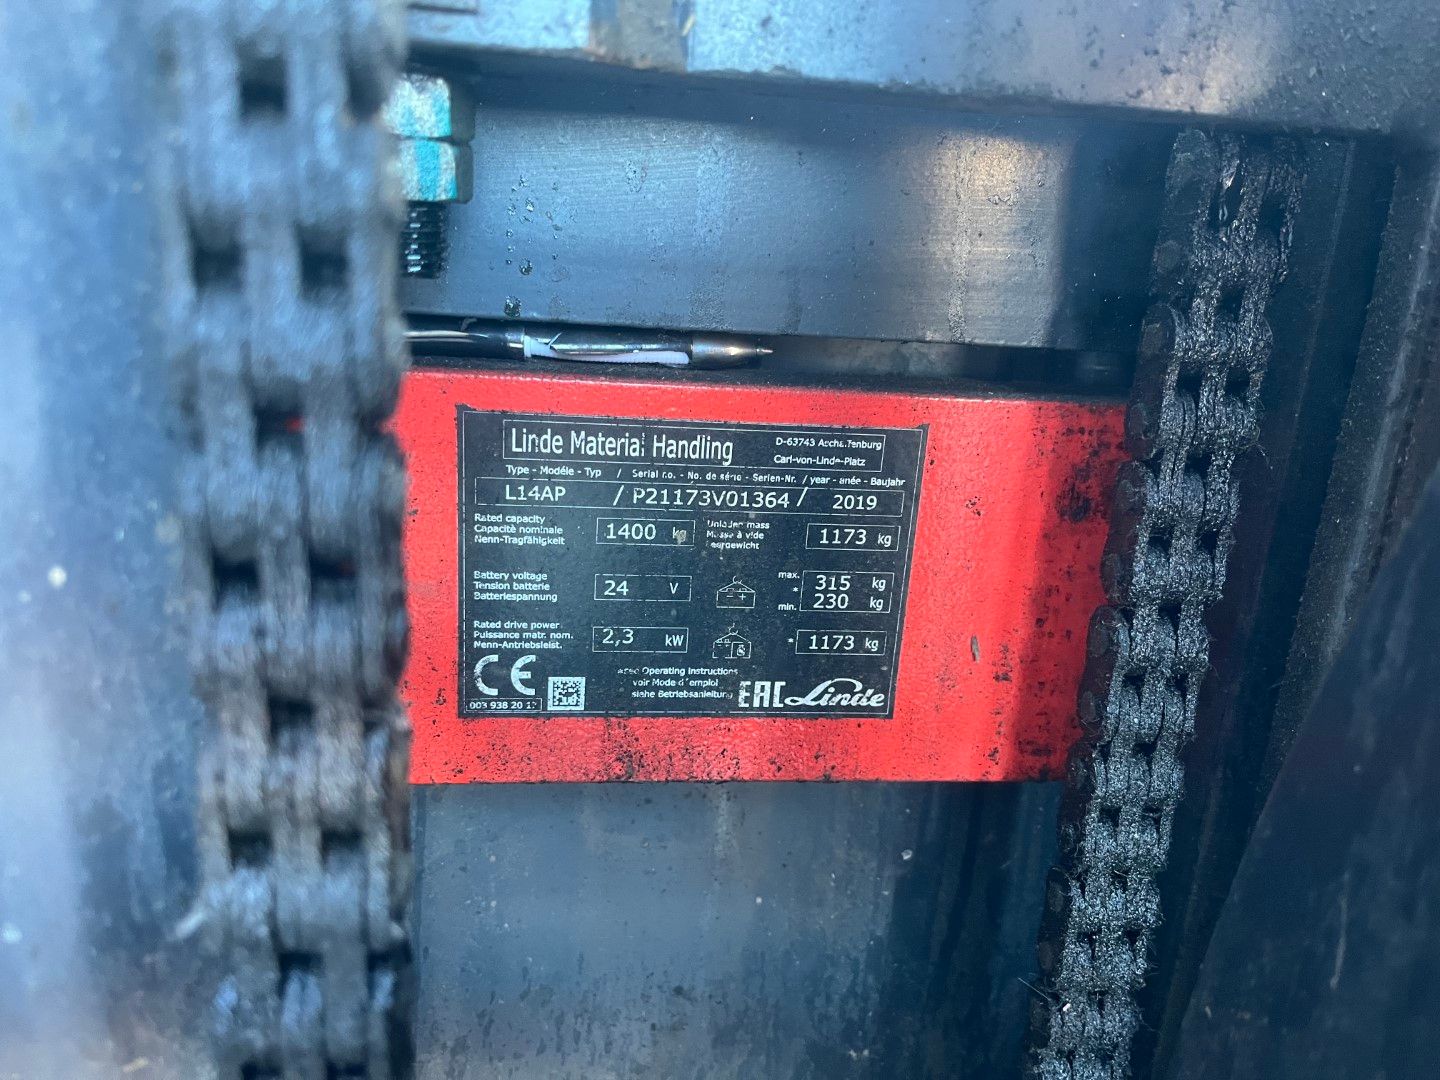 Linde Material Handling
D-63743 Aschaffenburg
Carl-von-Linde-Platz
Type - Modéle - Typ / Serial no. - No. de série - Serien-Nr. / year - année - Baujahr
L14AP / P21173V01364 / 2019
Rated capacity
Capacité nominale
Nenn-Tragfähigkeit
1400 kg
Unladen mass
Masse à vide
Leergewicht
1173 kg
Battery voltage
Tension batterie
Batteriespannung
24 V
max. 315 kg
*
min. 230 kg
Rated drive power
Puissance matr. nom.
Nenn-Antriebsleist.
2,3 kW
* 1173 kg
CE
003 938 20
* see Operating instructions
voir Mode d'emploi
siehe Betriebsanleitung
EAC Linde